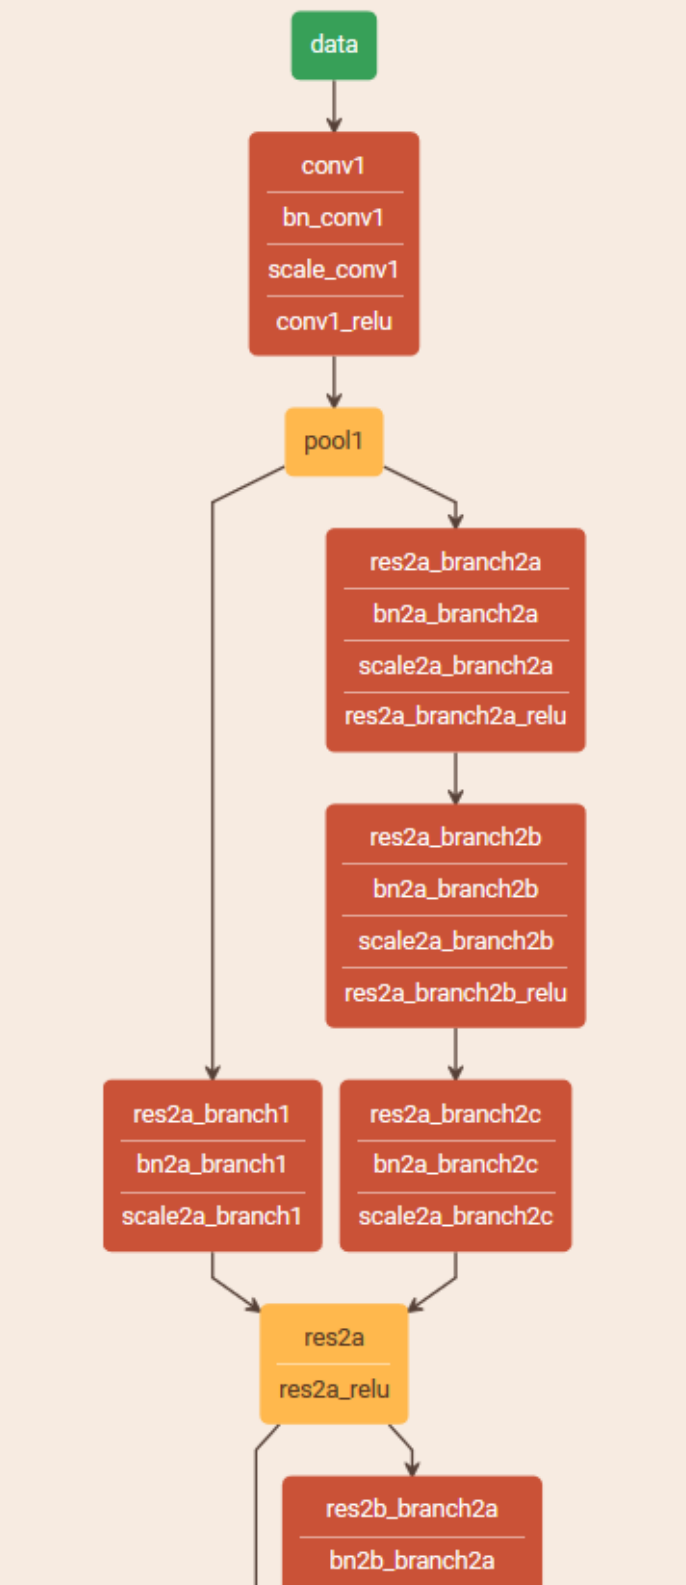 data
conv1
bn_conv1
scale_conv1
conv1_relu
pool1
res2a_branch2a
bn2a_branch2a
scale2a_branch2a
res2a_branch2a_relu
res2a_branch2b
bn2a_branch2b
scale2a_branch2b
res2a_branch2b_relu
res2a_branch1
bn2a_branch1
scale2a_branch1
res2a_branch2c
bn2a_branch2c
scale2a_branch2c
res2a
res2a_relu
res2b_branch2a
bn2b_branch2a